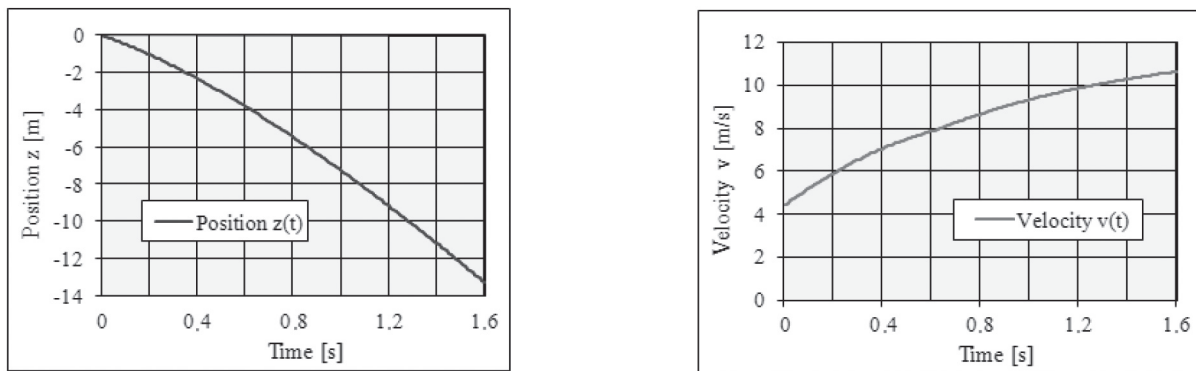 0
-2
-4
-6
-8
-10
-12
-14
Position z [m]
Position z(t)
0 0,4 0,8 1,2 1,6
Time [s]
12
10
8
6
4
2
0
Velocity v [m/s]
Velocity v(t)
0 0,4 0,8 1,2 1,6
Time [s]